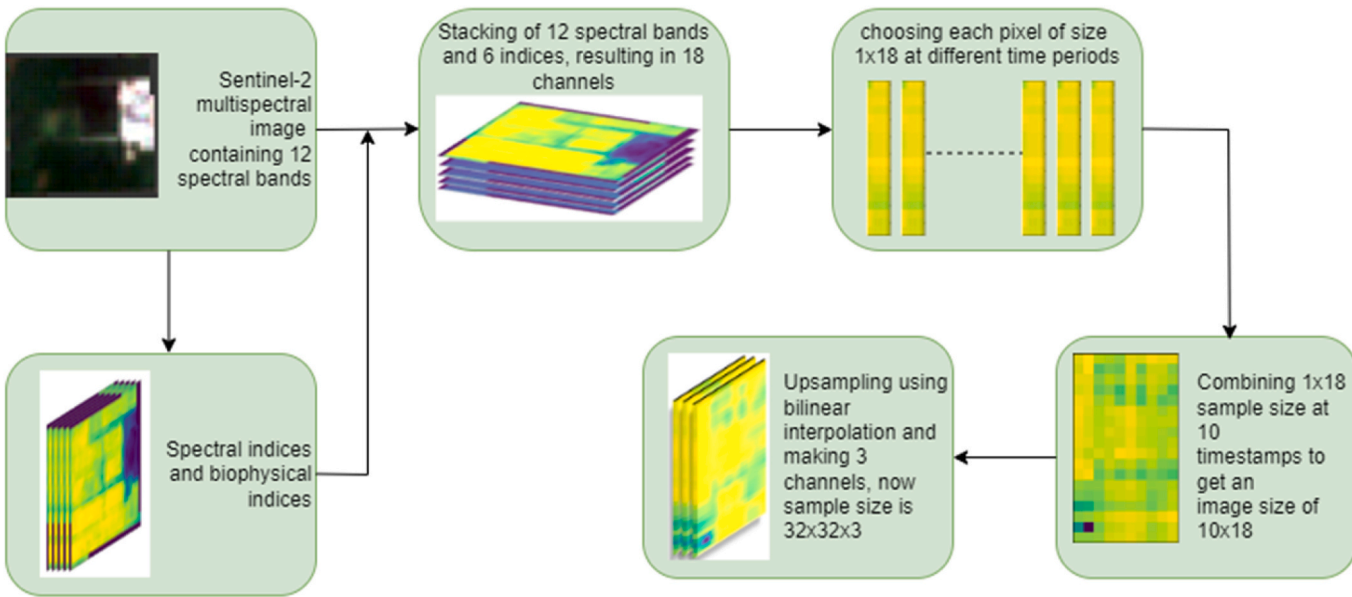 Sentinel-2
multispectral
image
containing 12
spectral bands
Stacking of 12 spectral bands
and 6 indices, resulting in 18
channels
choosing each pixel of size
1x18 at different time periods
Spectral indices
and biophysical
indices
Upsampling using
bilinear
interpolation and
making 3
channels, now
sample size is
32x32x3
Combining 1x18
sample size at
10
timestamps to
get an
image size of
10x18